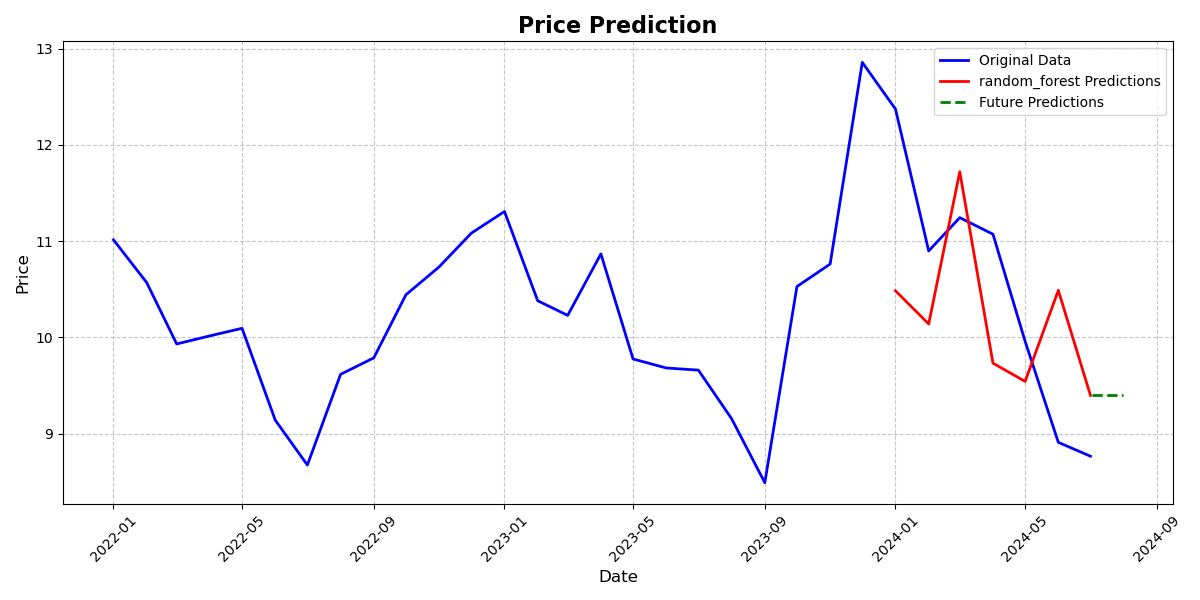 Price Prediction
Original Data
random_forest Predictions
Future Predictions
Price
13
12
11
10
9
2022-01
2022-05
2022-09
2023-01
2023-05
2023-09
2024-01
2024-05
2024-09
Date